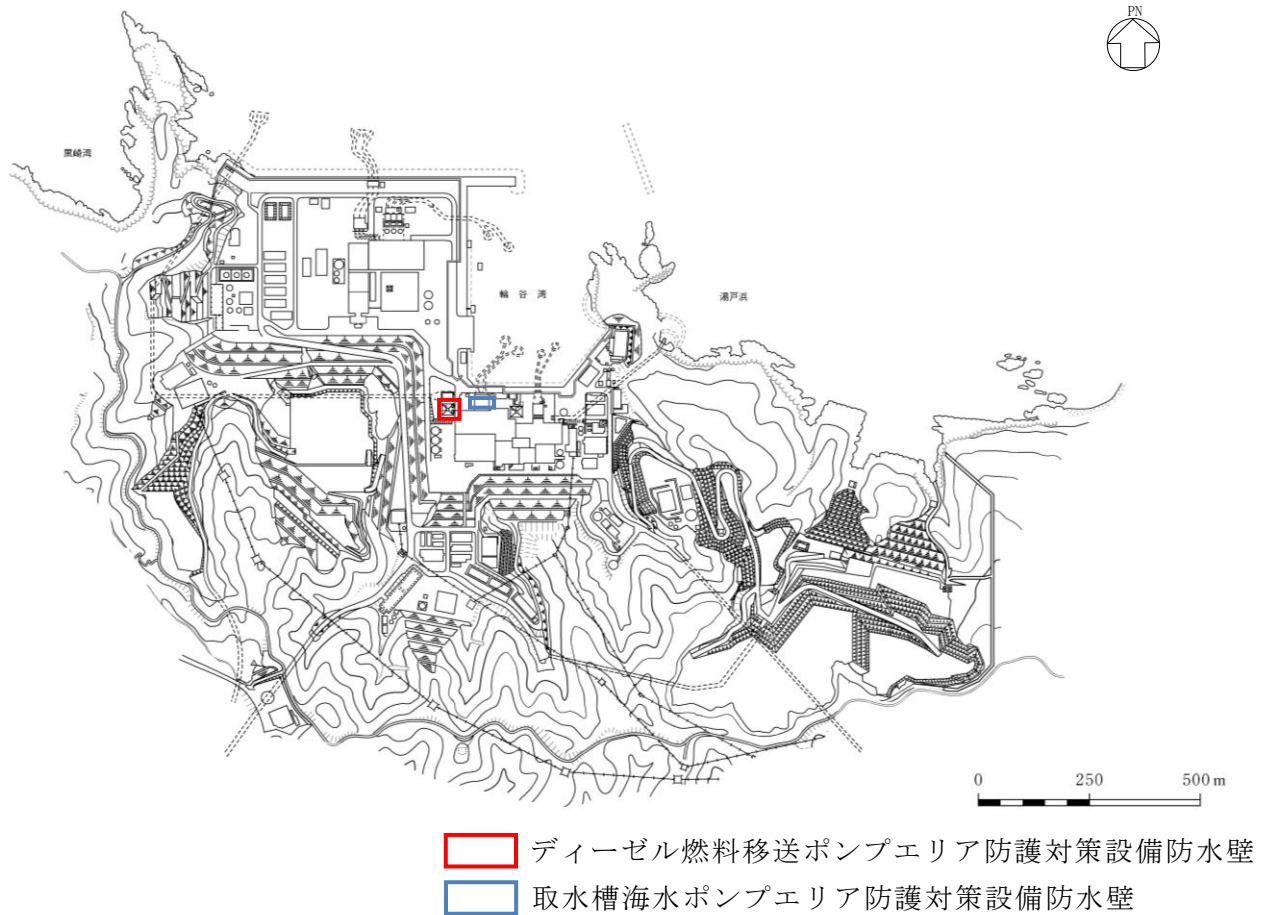 PN
黒崎湾
輪谷湾
湯戸浜
0 250 500m
ディーゼル燃料移送ポンプエリア防護対策設備防水壁
取水槽海水ポンプエリア防護対策設備防水壁